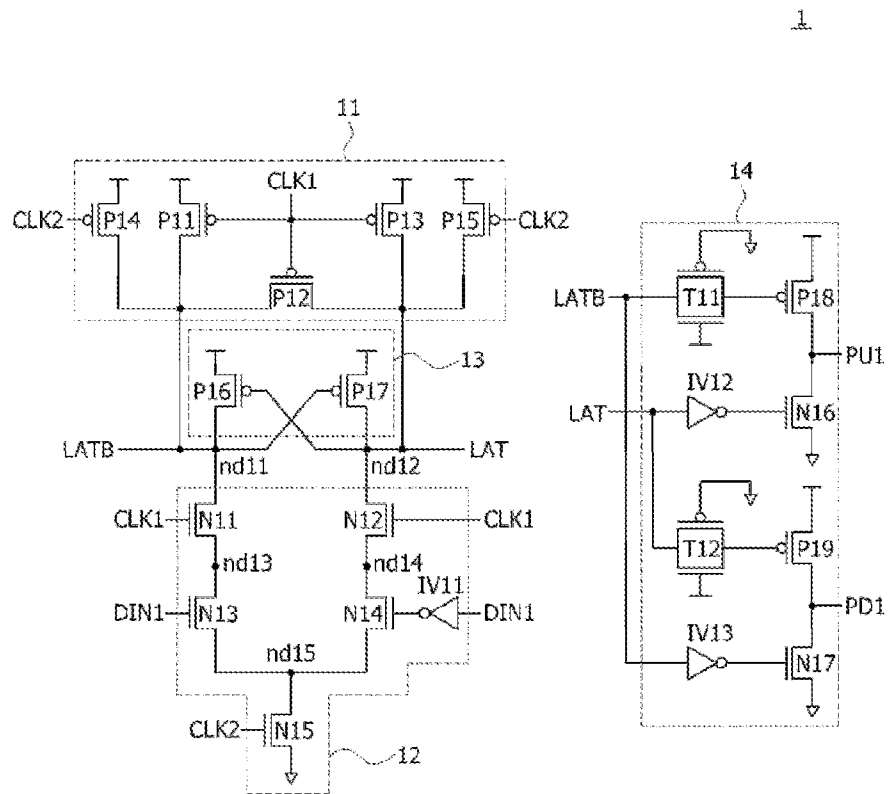 1
11
CLK1
CLK2 P14 P11 P13 P15 CLK2
P12
14
LATB T11 P18
13
P16 P17
PU1
IV12
LATB LAT
nd11 nd12
LAT N16
CLK1 N11 N12 CLK1
nd13 nd14
T12 P19
IV11
DIN1 N13 N14 DIN1
PD1
nd15
IV13
N17
CLK2 N15
12